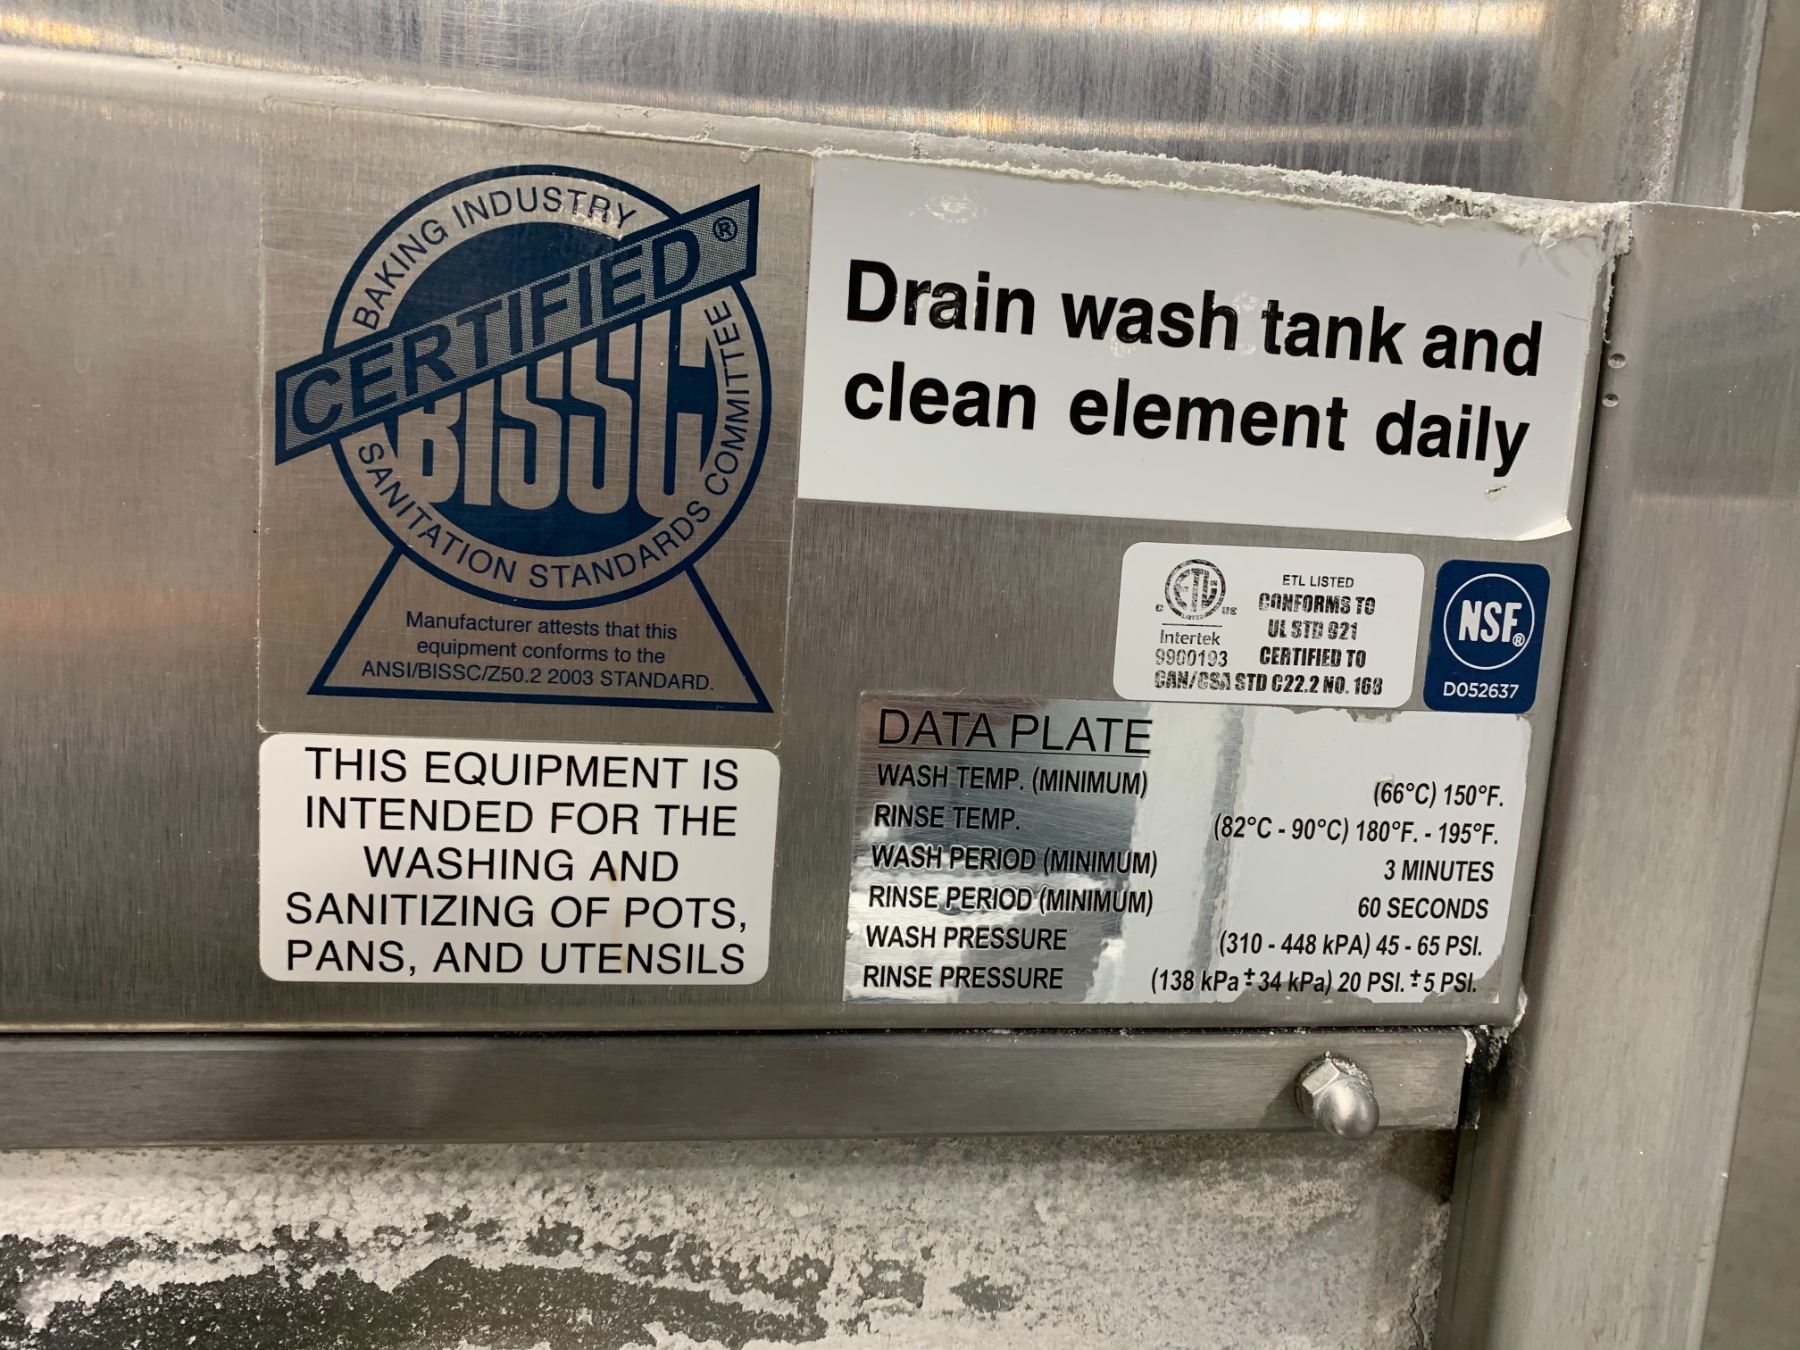 BAKING INDUSTRY
CERTIFIED®
BISSC
SANITATION STANDARDS COMMITTEE
Manufacturer attests that this
equipment conforms to the
ANSI/BISSC/Z50.2 2003 STANDARD.
THIS EQUIPMENT IS
INTENDED FOR THE
WASHING AND
SANITIZING OF POTS,
PANS, AND UTENSILS
Drain wash tank and
clean element daily
ETL LISTED
CONFORMS TO
UL STD 921
CERTIFIED TO
CAN/CSA STD C22.2 NO. 168
C ETL US
LISTED
Intertek
9900193
NSF®
D052637
DATA PLATE
WASH TEMP. (MINIMUM) (66°C) 150°F.
RINSE TEMP. (82°C - 90°C) 180°F. - 195°F.
WASH PERIOD (MINIMUM) 3 MINUTES
RINSE PERIOD (MINIMUM) 60 SECONDS
WASH PRESSURE (310 - 448 kPA) 45 - 65 PSI.
RINSE PRESSURE (138 kPa ± 34 kPa) 20 PSI. ± 5 PSI.